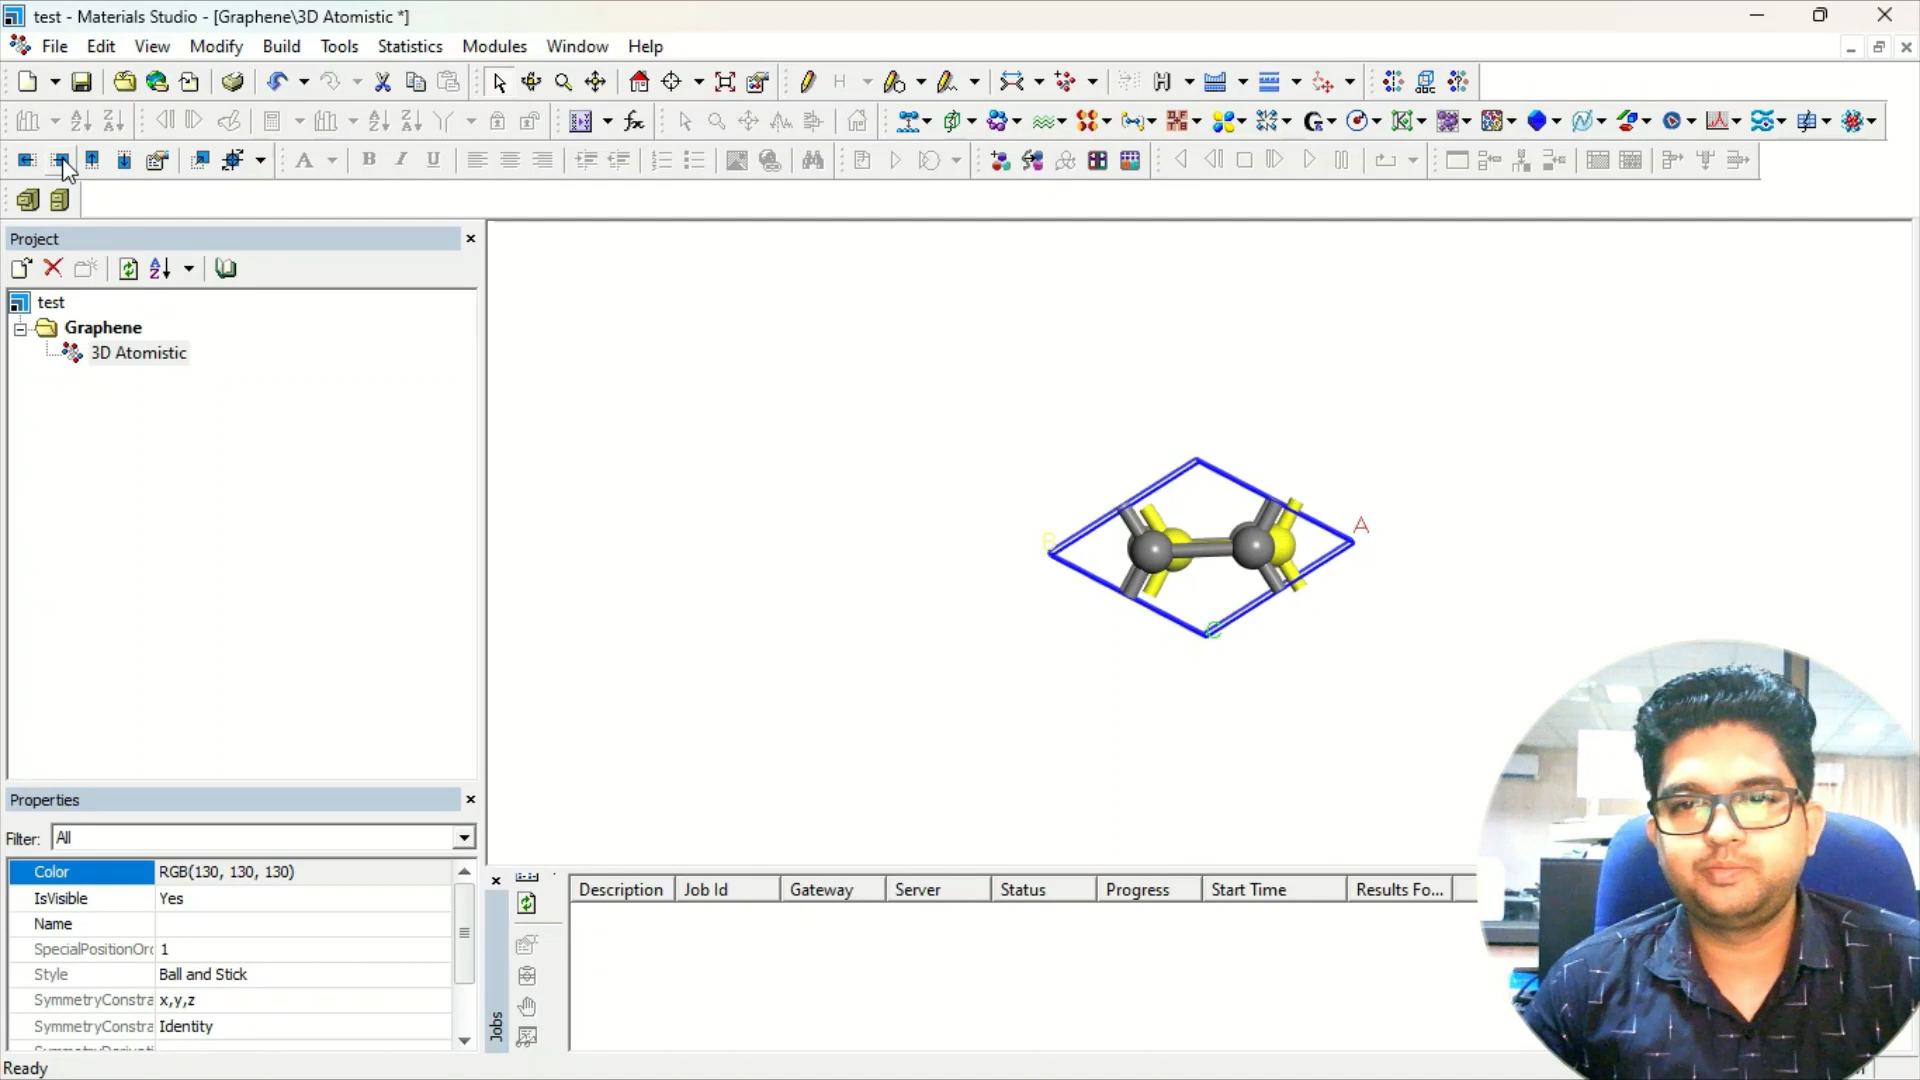 test - Materials Studio - [Graphene\3D Atomistic *]
File Edit View Modify Build Tools Statistics Modules Window Help
Project
test
Graphene
3D Atomistic
B
A
C
Properties
Filter: All
Color RGB(130, 130, 130)
IsVisible Yes
Name
SpecialPositionOrc 1
Style Ball and Stick
SymmetryConstra x,y,z
SymmetryConstra Identity
Jobs
Description Job Id Gateway Server Status Progress Start Time Results Fo...
Ready